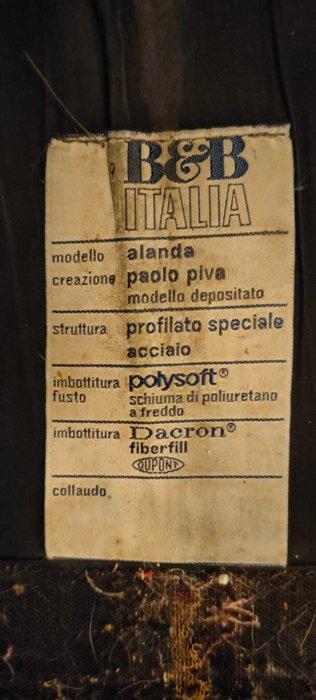 B&B
ITALIA
modello alanda
creazione paolo piva
modello depositato
struttura profilato speciale
acciaio
imbottitura polysoft®
fusto schiuma di poliuretano
a freddo
imbottitura Dacron®
fiberfill
DUPONT
collaudo